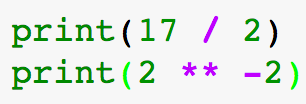 print(17 / 2)
print(2 ** -2)